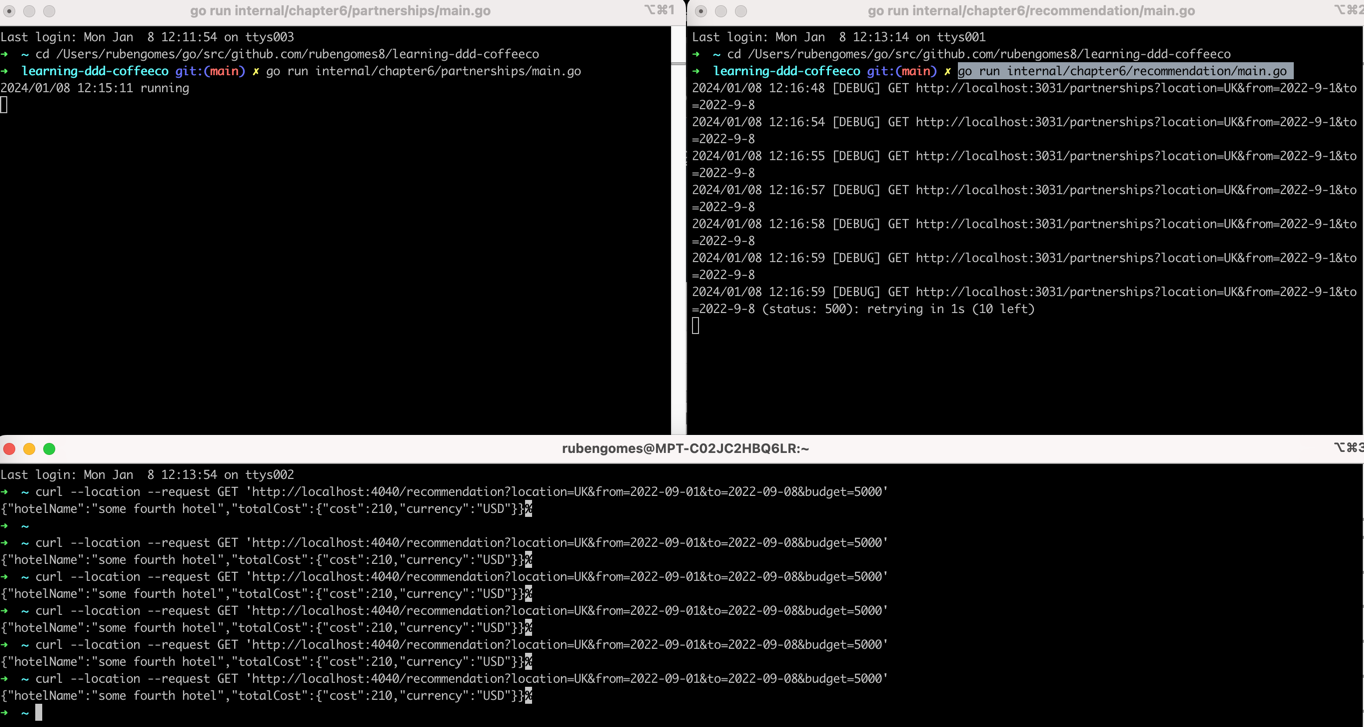 go run internal/chapter6/partnerships/main.go
⌥⌘1
Last login: Mon Jan  8 12:11:54 on ttys003
➜  ~ cd /Users/rubengomes/go/src/github.com/rubengomes8/learning-ddd-coffeeco
➜  learning-ddd-coffeeco git:(main) ✗ go run internal/chapter6/partnerships/main.go
2024/01/08 12:15:11 running
go run internal/chapter6/recommendation/main.go
⌥⌘2
Last login: Mon Jan  8 12:13:14 on ttys001
➜  ~ cd /Users/rubengomes/go/src/github.com/rubengomes8/learning-ddd-coffeeco
➜  learning-ddd-coffeeco git:(main) ✗ go run internal/chapter6/recommendation/main.go
2024/01/08 12:16:48 [DEBUG] GET http://localhost:3031/partnerships?location=UK&from=2022-9-1&to
=2022-9-8
2024/01/08 12:16:54 [DEBUG] GET http://localhost:3031/partnerships?location=UK&from=2022-9-1&to
=2022-9-8
2024/01/08 12:16:55 [DEBUG] GET http://localhost:3031/partnerships?location=UK&from=2022-9-1&to
=2022-9-8
2024/01/08 12:16:57 [DEBUG] GET http://localhost:3031/partnerships?location=UK&from=2022-9-1&to
=2022-9-8
2024/01/08 12:16:58 [DEBUG] GET http://localhost:3031/partnerships?location=UK&from=2022-9-1&to
=2022-9-8
2024/01/08 12:16:59 [DEBUG] GET http://localhost:3031/partnerships?location=UK&from=2022-9-1&to
=2022-9-8
2024/01/08 12:16:59 [DEBUG] GET http://localhost:3031/partnerships?location=UK&from=2022-9-1&to
=2022-9-8 (status: 500): retrying in 1s (10 left)
rubengomes@MPT-C02JC2HBQ6LR:~
⌥⌘3
Last login: Mon Jan  8 12:13:54 on ttys002
➜  ~ curl --location --request GET 'http://localhost:4040/recommendation?location=UK&from=2022-09-01&to=2022-09-08&budget=5000'
{"hotelName":"some fourth hotel","totalCost":{"cost":210,"currency":"USD"}}%
➜  ~
➜  ~ curl --location --request GET 'http://localhost:4040/recommendation?location=UK&from=2022-09-01&to=2022-09-08&budget=5000'
{"hotelName":"some fourth hotel","totalCost":{"cost":210,"currency":"USD"}}%
➜  ~ curl --location --request GET 'http://localhost:4040/recommendation?location=UK&from=2022-09-01&to=2022-09-08&budget=5000'
{"hotelName":"some fourth hotel","totalCost":{"cost":210,"currency":"USD"}}%
➜  ~ curl --location --request GET 'http://localhost:4040/recommendation?location=UK&from=2022-09-01&to=2022-09-08&budget=5000'
{"hotelName":"some fourth hotel","totalCost":{"cost":210,"currency":"USD"}}%
➜  ~ curl --location --request GET 'http://localhost:4040/recommendation?location=UK&from=2022-09-01&to=2022-09-08&budget=5000'
{"hotelName":"some fourth hotel","totalCost":{"cost":210,"currency":"USD"}}%
➜  ~ curl --location --request GET 'http://localhost:4040/recommendation?location=UK&from=2022-09-01&to=2022-09-08&budget=5000'
{"hotelName":"some fourth hotel","totalCost":{"cost":210,"currency":"USD"}}%
➜  ~